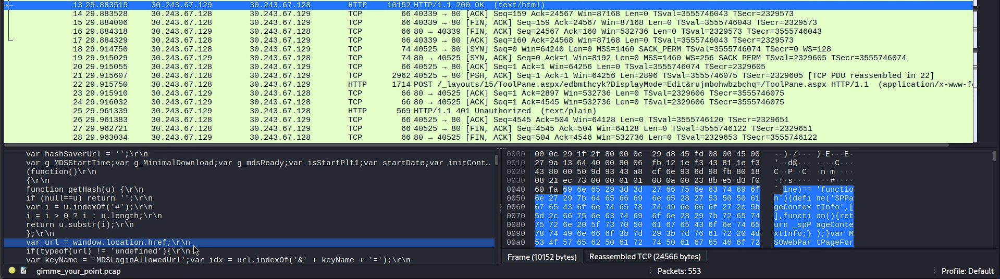 13 29.883515 30.243.67.129 30.243.67.128 HTTP 10152 HTTP/1.1 200 OK  (text/html)
14 29.883528 30.243.67.128 30.243.67.129 TCP 66 40339 → 80 [ACK] Seq=159 Ack=24567 Win=87168 Len=0 TSval=3555746043 TSecr=2329573
15 29.884006 30.243.67.128 30.243.67.129 TCP 66 40339 → 80 [FIN, ACK] Seq=159 Ack=24567 Win=87168 Len=0 TSval=3555746043 TSecr=2329573
16 29.884318 30.243.67.129 30.243.67.128 TCP 66 80 → 40339 [FIN, ACK] Seq=24567 Ack=160 Win=532736 Len=0 TSval=2329573 TSecr=3555746043
17 29.884329 30.243.67.128 30.243.67.129 TCP 66 40339 → 80 [ACK] Seq=160 Ack=24568 Win=87168 Len=0 TSval=3555746043 TSecr=2329573
18 29.914750 30.243.67.128 30.243.67.129 TCP 74 40525 → 80 [SYN] Seq=0 Win=64240 Len=0 MSS=1460 SACK_PERM TSval=3555746074 TSecr=0 WS=128
19 29.915029 30.243.67.129 30.243.67.128 TCP 74 80 → 40525 [SYN, ACK] Seq=0 Ack=1 Win=8192 Len=0 MSS=1460 WS=256 SACK_PERM TSval=2329605 TSecr=3555746074
20 29.915055 30.243.67.128 30.243.67.129 TCP 66 40525 → 80 [ACK] Seq=1 Ack=1 Win=64256 Len=0 TSval=3555746074 TSecr=2329605
21 29.915607 30.243.67.128 30.243.67.129 TCP 2962 40525 → 80 [PSH, ACK] Seq=1 Ack=1 Win=64256 Len=2896 TSval=3555746075 TSecr=2329605 [TCP PDU reassembled in 22]
22 29.915750 30.243.67.128 30.243.67.129 HTTP 1714 POST /_layouts/15/ToolPane.aspx/edbmthcyk?DisplayMode=Edit&rujmbohwbzbchq=/ToolPane.aspx HTTP/1.1  (application/x-www-f
23 29.915910 30.243.67.129 30.243.67.128 TCP 66 80 → 40525 [ACK] Seq=1 Ack=2897 Win=532736 Len=0 TSval=2329606 TSecr=3555746075
24 29.916032 30.243.67.129 30.243.67.128 TCP 66 80 → 40525 [ACK] Seq=1 Ack=4545 Win=532736 Len=0 TSval=2329606 TSecr=3555746075
25 29.961339 30.243.67.129 30.243.67.128 HTTP 569 HTTP/1.1 401 Unauthorized  (text/plain)
26 29.961383 30.243.67.128 30.243.67.129 TCP 66 40525 → 80 [ACK] Seq=4545 Ack=504 Win=64128 Len=0 TSval=3555746120 TSecr=2329651
27 29.962721 30.243.67.128 30.243.67.129 TCP 66 40525 → 80 [FIN, ACK] Seq=4545 Ack=504 Win=64128 Len=0 TSval=3555746122 TSecr=2329651
28 29.963034 30.243.67.129 30.243.67.128 TCP 66 80 → 40525 [FIN, ACK] Seq=504 Ack=4546 Win=532736 Len=0 TSval=2329653 TSecr=3555746122
var hashSaverUrl = '';\r\n
var g_MDSStartTime;var g_MinimalDownload;var g_mdsReady;var isStartPlt1;var startDate;var initCont…
(function()\r\n
{\r\n
function getHash(u) {\r\n
if (null==u) return '';\r\n
var i = u.indexOf('#');\r\n
i = i > 0 ? i : u.length;\r\n
return u.substr(i);\r\n
};\r\n
var url = window.location.href;\r\n
if(typeof(url) != 'undefined'){\r\n
var keyName = 'MDSLoginAllowedUrl';var idx = url.indexOf('&' + keyName + '=');\r\n
0000 00 0c 29 1f 2f 80 00 0c 29 d8 45 fd 08 00 45 00 ··)·/··· )·E···E·
0010 27 9a 13 64 40 00 80 06 fb 12 1e f3 43 81 1e f3 '··d@··· ····C···
0020 43 80 00 50 9d 93 43 a8 cf 6e 93 6d 98 fb 80 18 C··P··C· ·n·m····
0030 08 21 ec 73 00 00 01 01 08 0a 00 23 8b e5 d3 f0 ·!·s···· ···#····
0040 60 fa 69 6e 65 29 3d 3d 27 66 75 6e 63 74 69 6f `·ine)== 'functio
0050 6e 27 29 7b 64 65 66 69 6e 65 28 27 53 50 50 61 n'){defi ne('SPPa
0060 67 65 43 6f 6e 74 65 78 74 49 6e 66 6f 27 2c 5b geContex tInfo',[
0070 5d 2c 66 75 6e 63 74 69 6f 6e 28 29 7b 72 65 74 ],functi on(){ret
0080 75 72 6e 20 5f 73 70 50 61 67 65 43 6f 6e 74 65 urn _spP ageConte
0090 78 74 49 6e 66 6f 3b 7d 29 3b 7d 76 61 72 20 4d xtInfo;} );}var M
00a0 53 4f 57 65 62 50 61 72 74 50 61 67 65 46 6f 72 SOWebPar tPageFor
Frame (10152 bytes) Reassembled TCP (24566 bytes)
gimme_your_point.pcap Packets: 553 Profile: Default